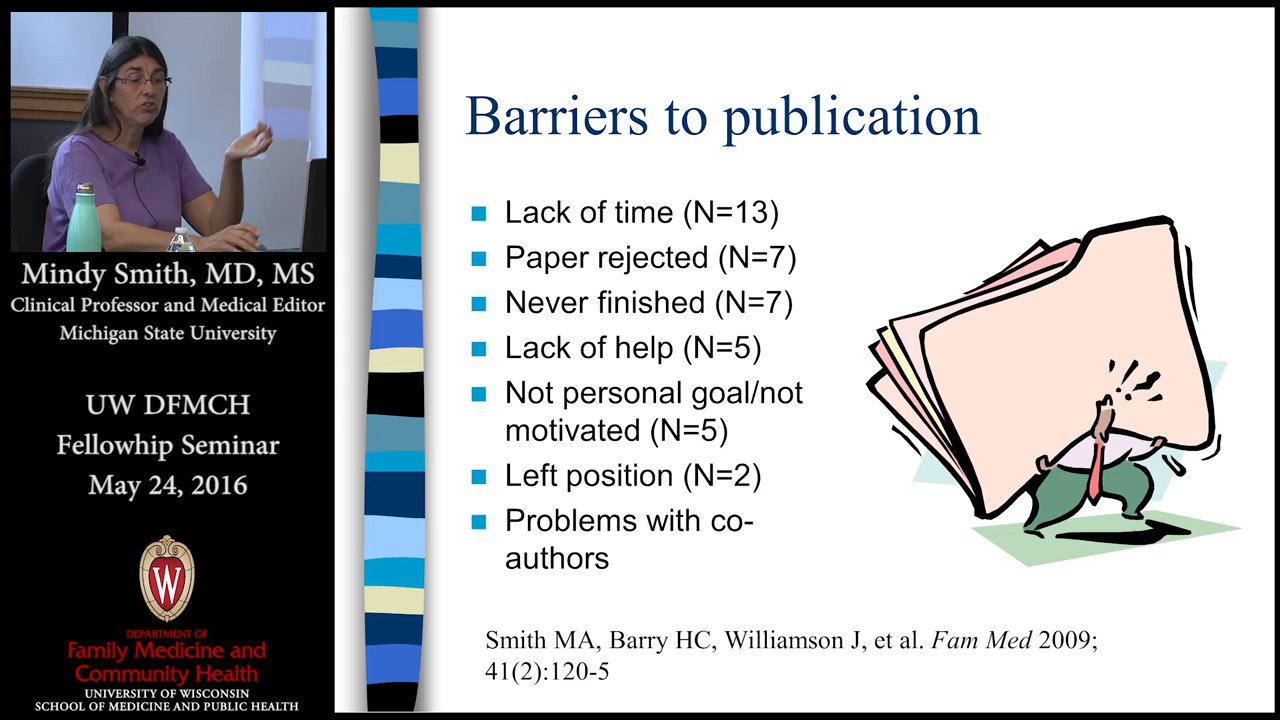 Mindy Smith, MD, MS
Clinical Professor and Medical Editor
Michigan State University
UW DFMCH
Fellowhip Seminar
May 24, 2016
W
DEPARTMENT OF
Family Medicine and
Community Health
UNIVERSITY OF WISCONSIN
SCHOOL OF MEDICINE AND PUBLIC HEALTH
Barriers to publication
Lack of time (N=13)
Paper rejected (N=7)
Never finished (N=7)
Lack of help (N=5)
Not personal goal/not
motivated (N=5)
Left position (N=2)
Problems with co-
authors
Smith MA, Barry HC, Williamson J, et al. Fam Med 2009;
41(2):120-5